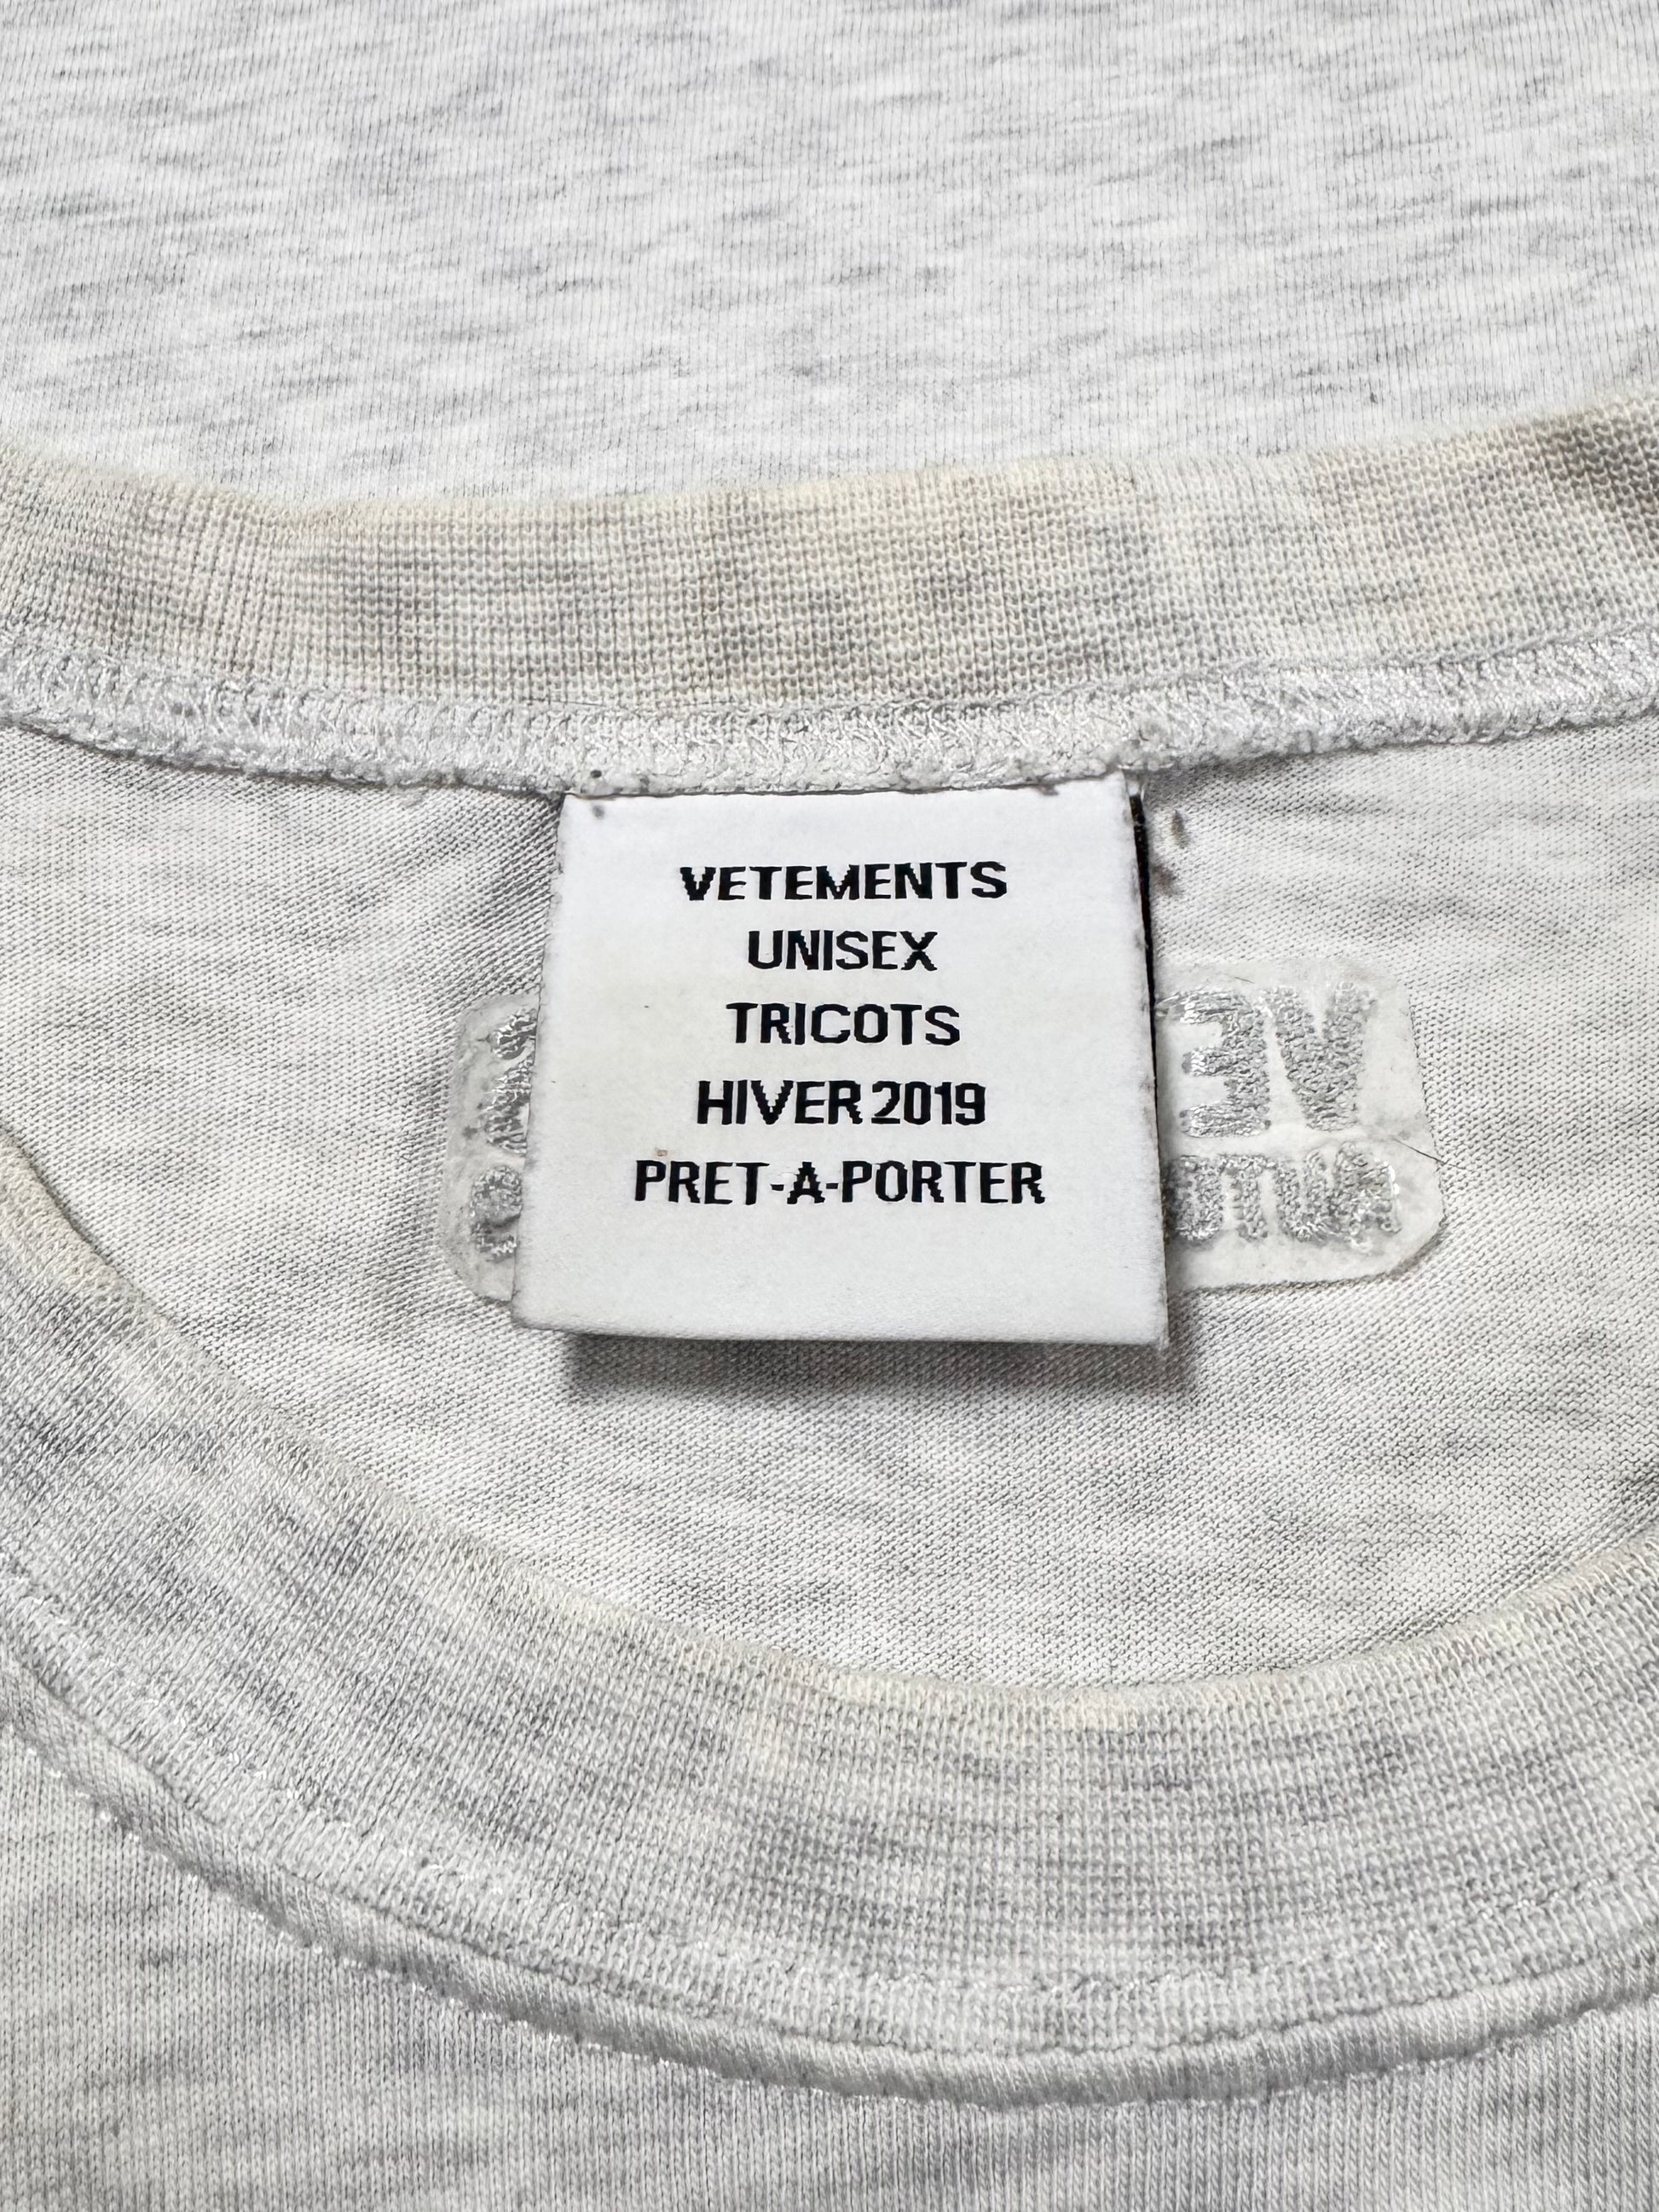 VETEMENTS
UNISEX
TRICOTS
HIVER 2019
PRET-A-PORTER